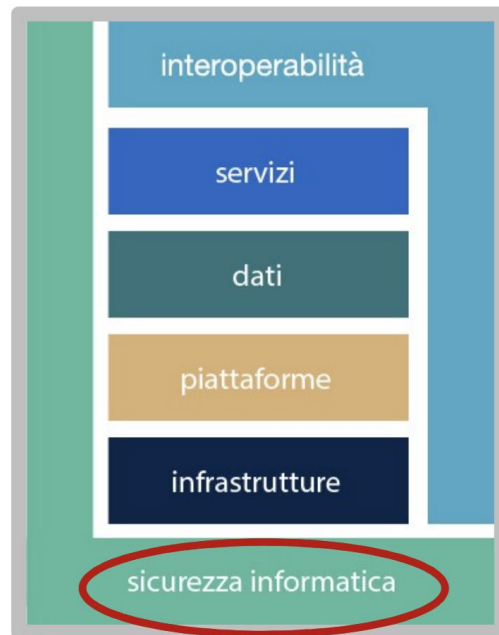 interoperabilità
servizi
dati
piattaforme
infrastrutture
sicurezza informatica